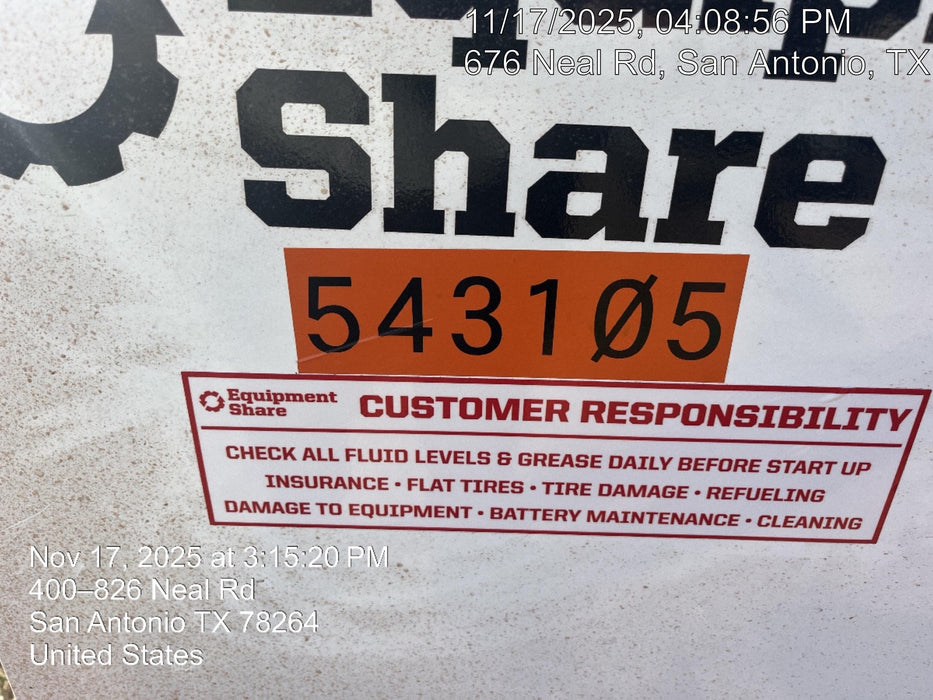 11/17/2025, 04:08:56 PM
676 Neal Rd, San Antonio, TX
Share
5431Ø5
Equipment
Share
CUSTOMER RESPONSIBILITY
CHECK ALL FLUID LEVELS & GREASE DAILY BEFORE START UP
INSURANCE • FLAT TIRES • TIRE DAMAGE • REFUELING
DAMAGE TO EQUIPMENT • BATTERY MAINTENANCE • CLEANING
Nov 17, 2025 at 3:15:20 PM
400–826 Neal Rd
San Antonio TX 78264
United States